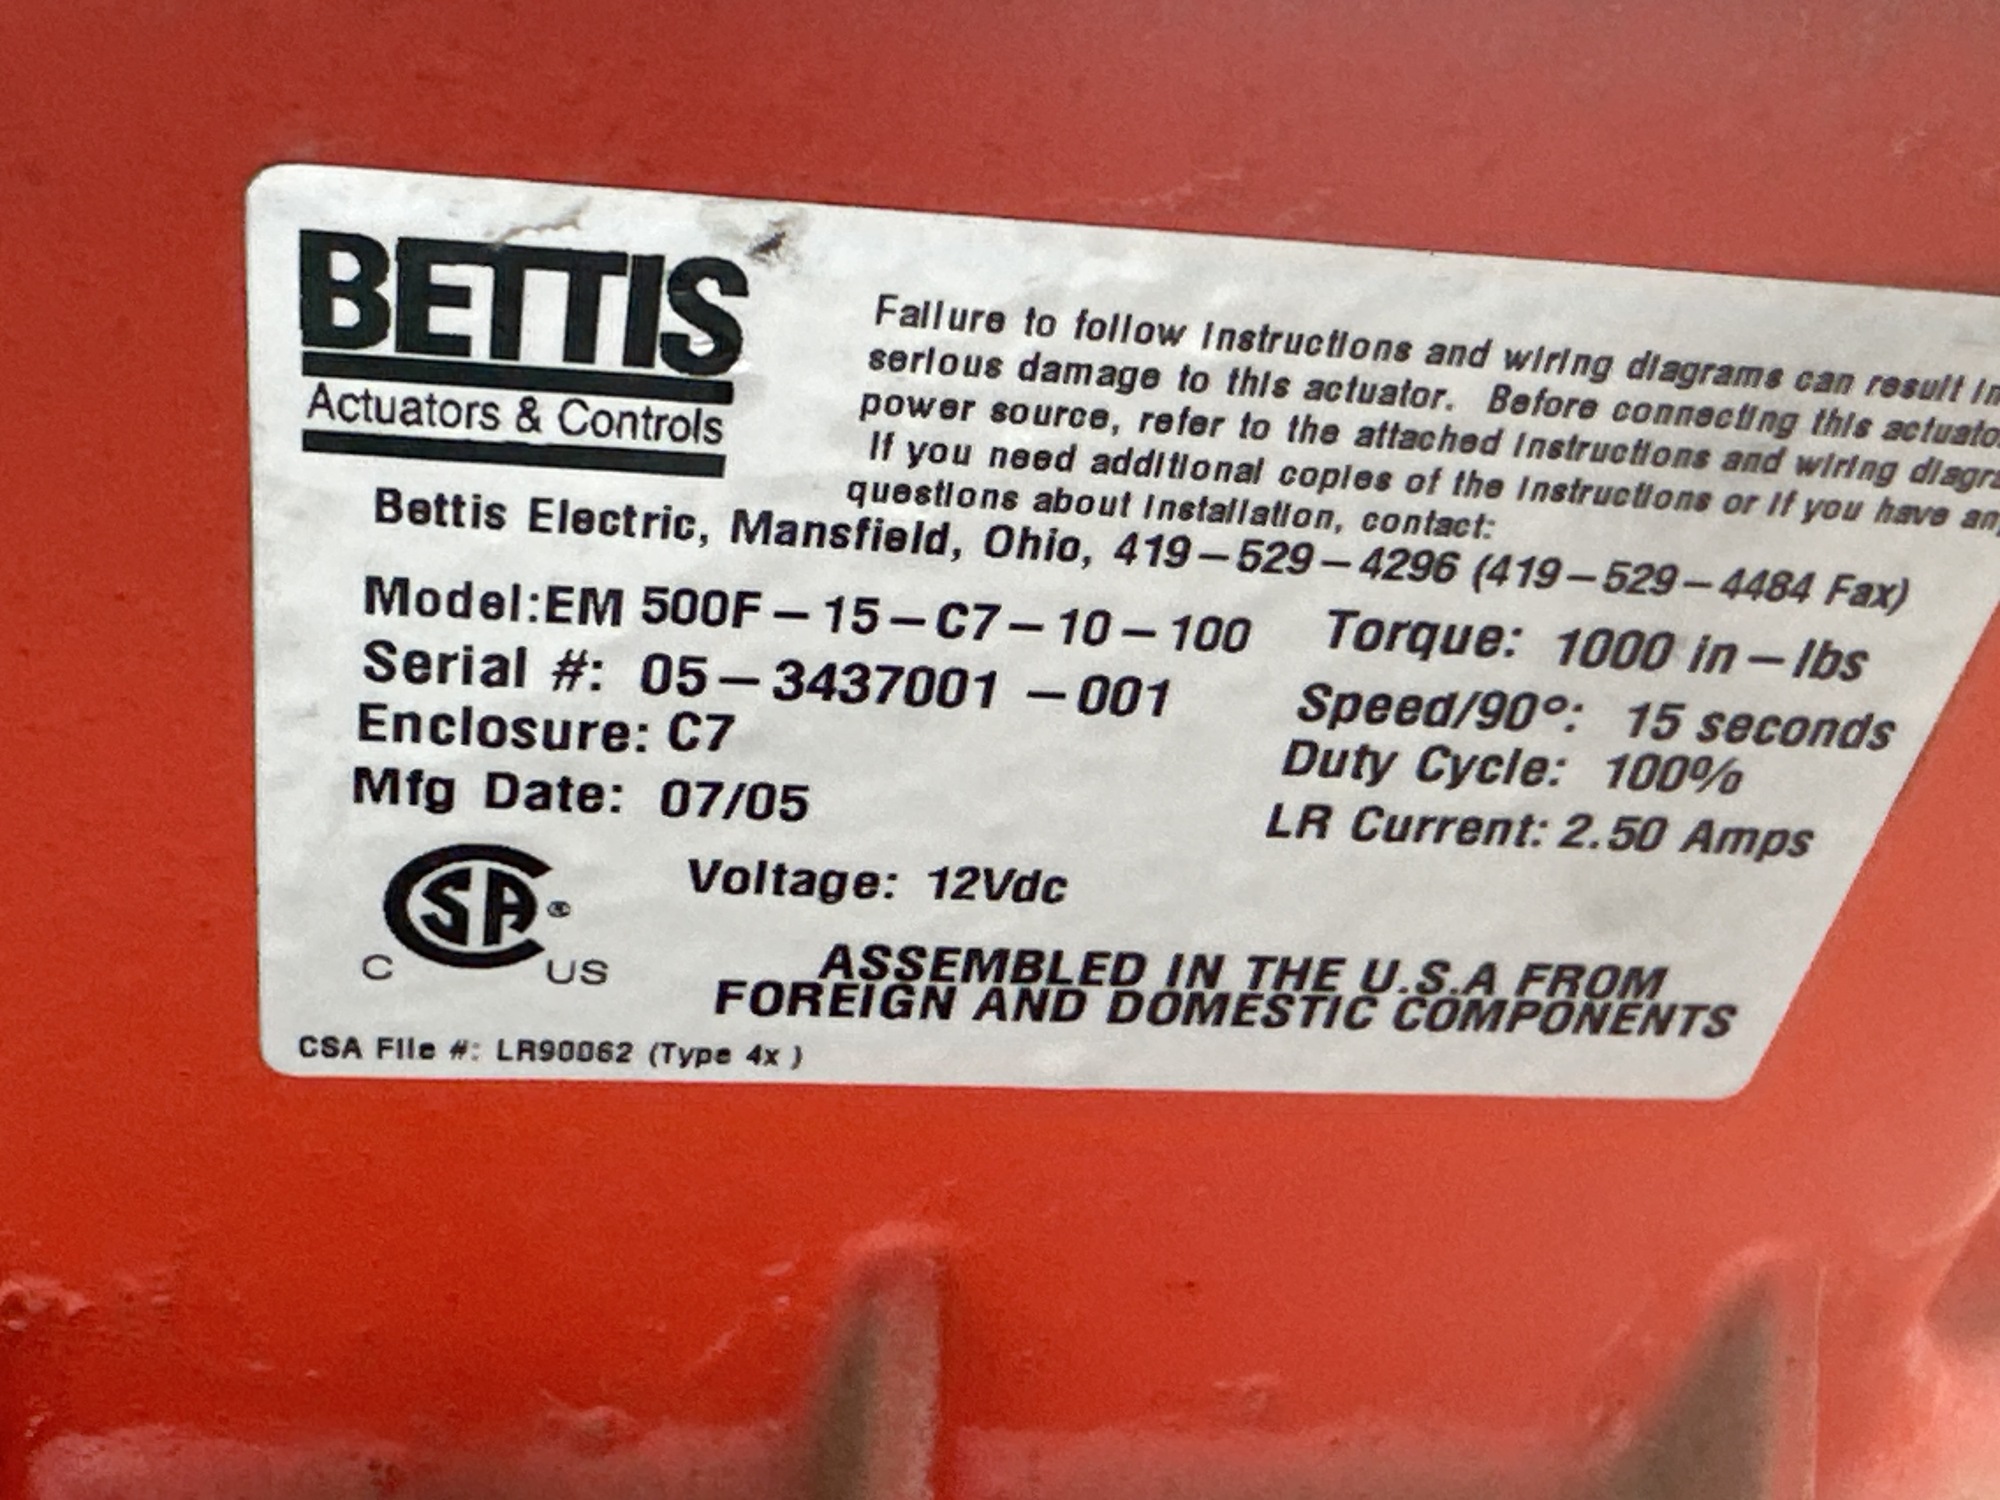 BETTIS
Actuators & Controls
Failure to follow instructions and wiring diagrams can result in
serious damage to this actuator. Before connecting this
power source, refer to the attached instructions and wiring
If you need additional copies of the instructions or if you have
questions about installation, contact:
Bettis Electric, Mansfield, Ohio, 419-529-4296 (419-529-4484 Fax)
Model:EM 500F-15-C7-10-100
Torque: 1000 in-lbs
Serial #: 05-3437001-001
Speed/90°: 15 seconds
Enclosure: C7
Duty Cycle: 100%
Mfg Date: 07/05
LR Current: 2.50 Amps
Voltage: 12Vdc
CSA®
C US
ASSEMBLED IN THE U.S.A FROM
FOREIGN AND DOMESTIC COMPONENTS
CSA File #: LR90062 (Type 4x )